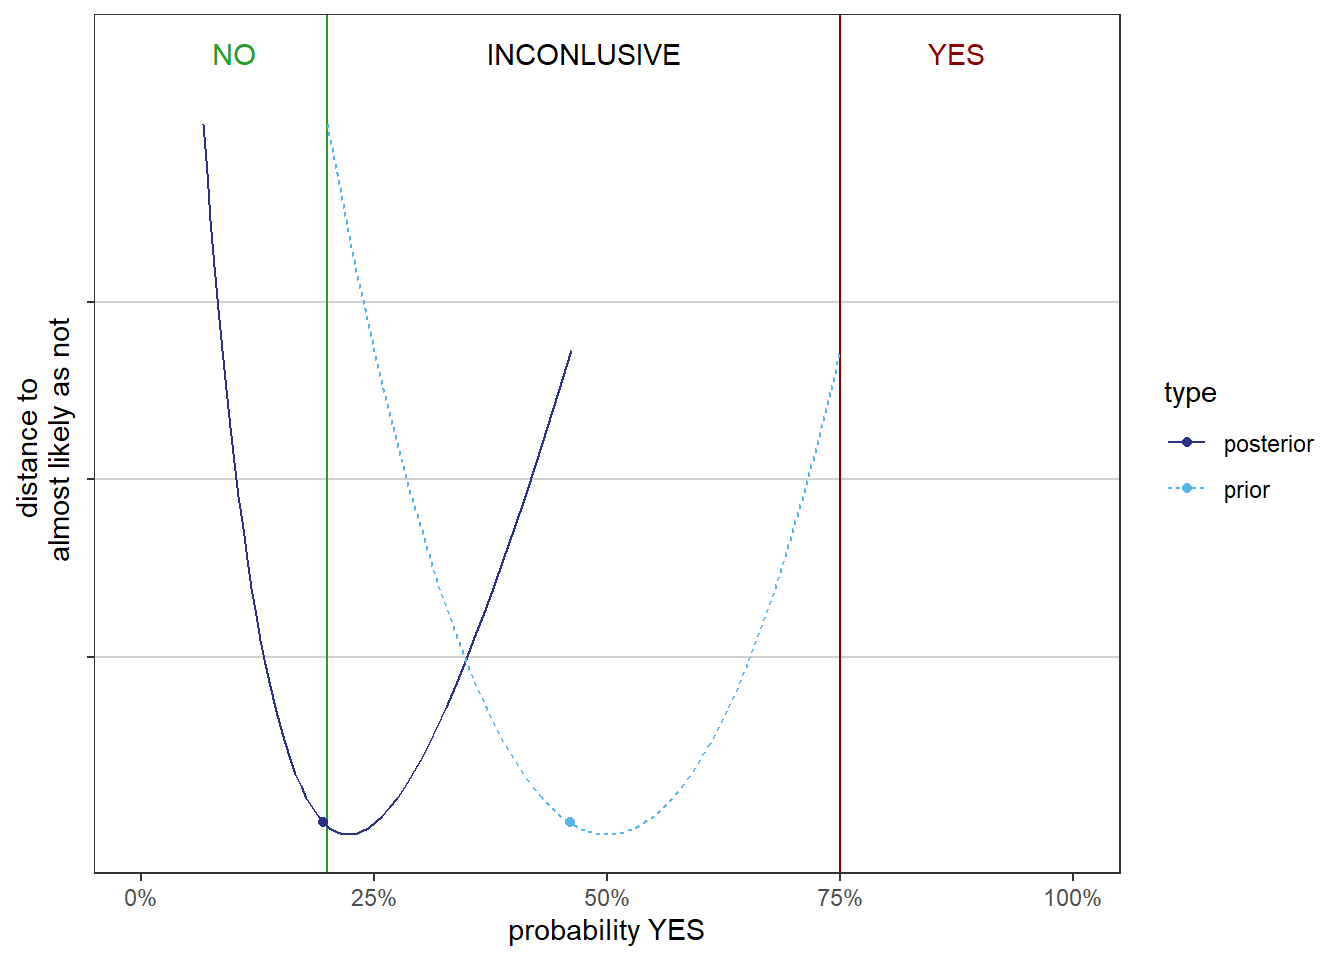 NO
INCONLUSIVE
YES
distance to
almost likely as not
type
posterior
prior
0%
25%
50%
75%
100%
probability YES